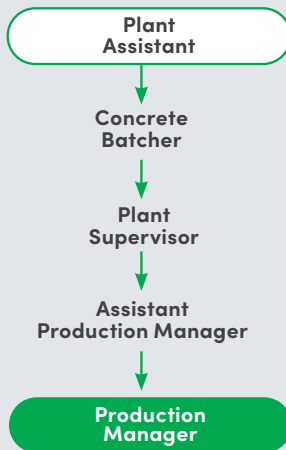 Plant
Assistant
Concrete
Batcher
Plant
Supervisor
Assistant
Production Manager
Production
Manager